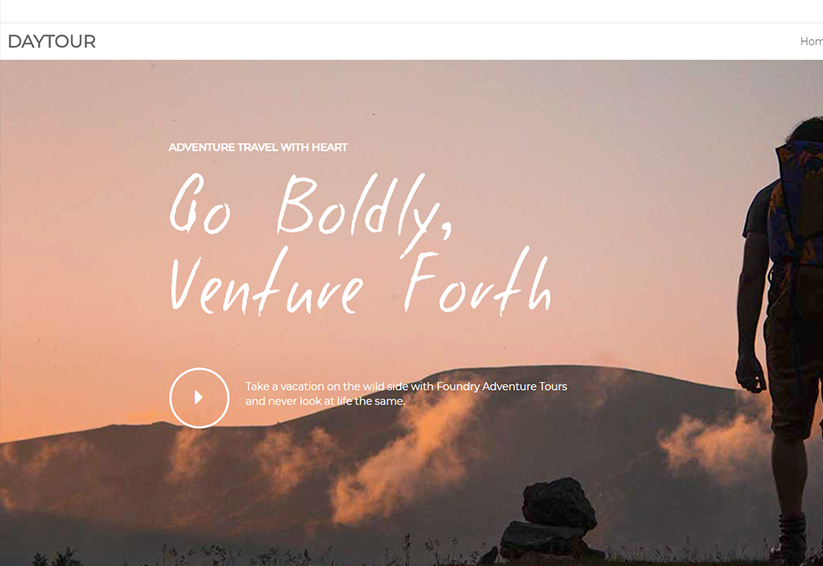 DAYTOUR
Hom
ADVENTURE TRAVEL WITH HEART
Go Boldly,
Venture Forth
Take a vacation on the wild side with Foundry Adventure Tours
and never look at life the same.